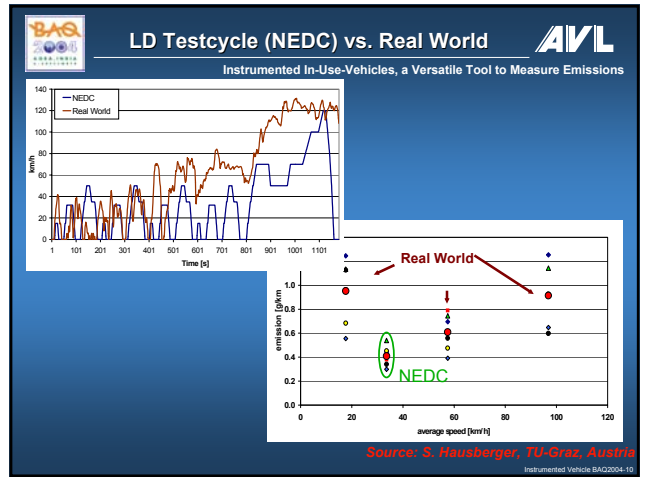 BAQ
2004
AGRA, INDIA
LD Testcycle (NEDC) vs. Real World
AVL
Instrumented In-Use-Vehicles, a Versatile Tool to Measure Emissions
140
120
100
80
60
40
20
0
km/h
NEDC
Real World
1 101 201 301 401 501 601 701 801 901 1001 1101
Time [s]
Real World
NEDC
1.0
0.8
0.6
0.4
0.2
0.0
emission [g/km]
0 20 40 60 80 100 120
average speed [km/h]
Source: S. Hausberger, TU-Graz, Austria
Instrumented Vehicle BAQ2004-10